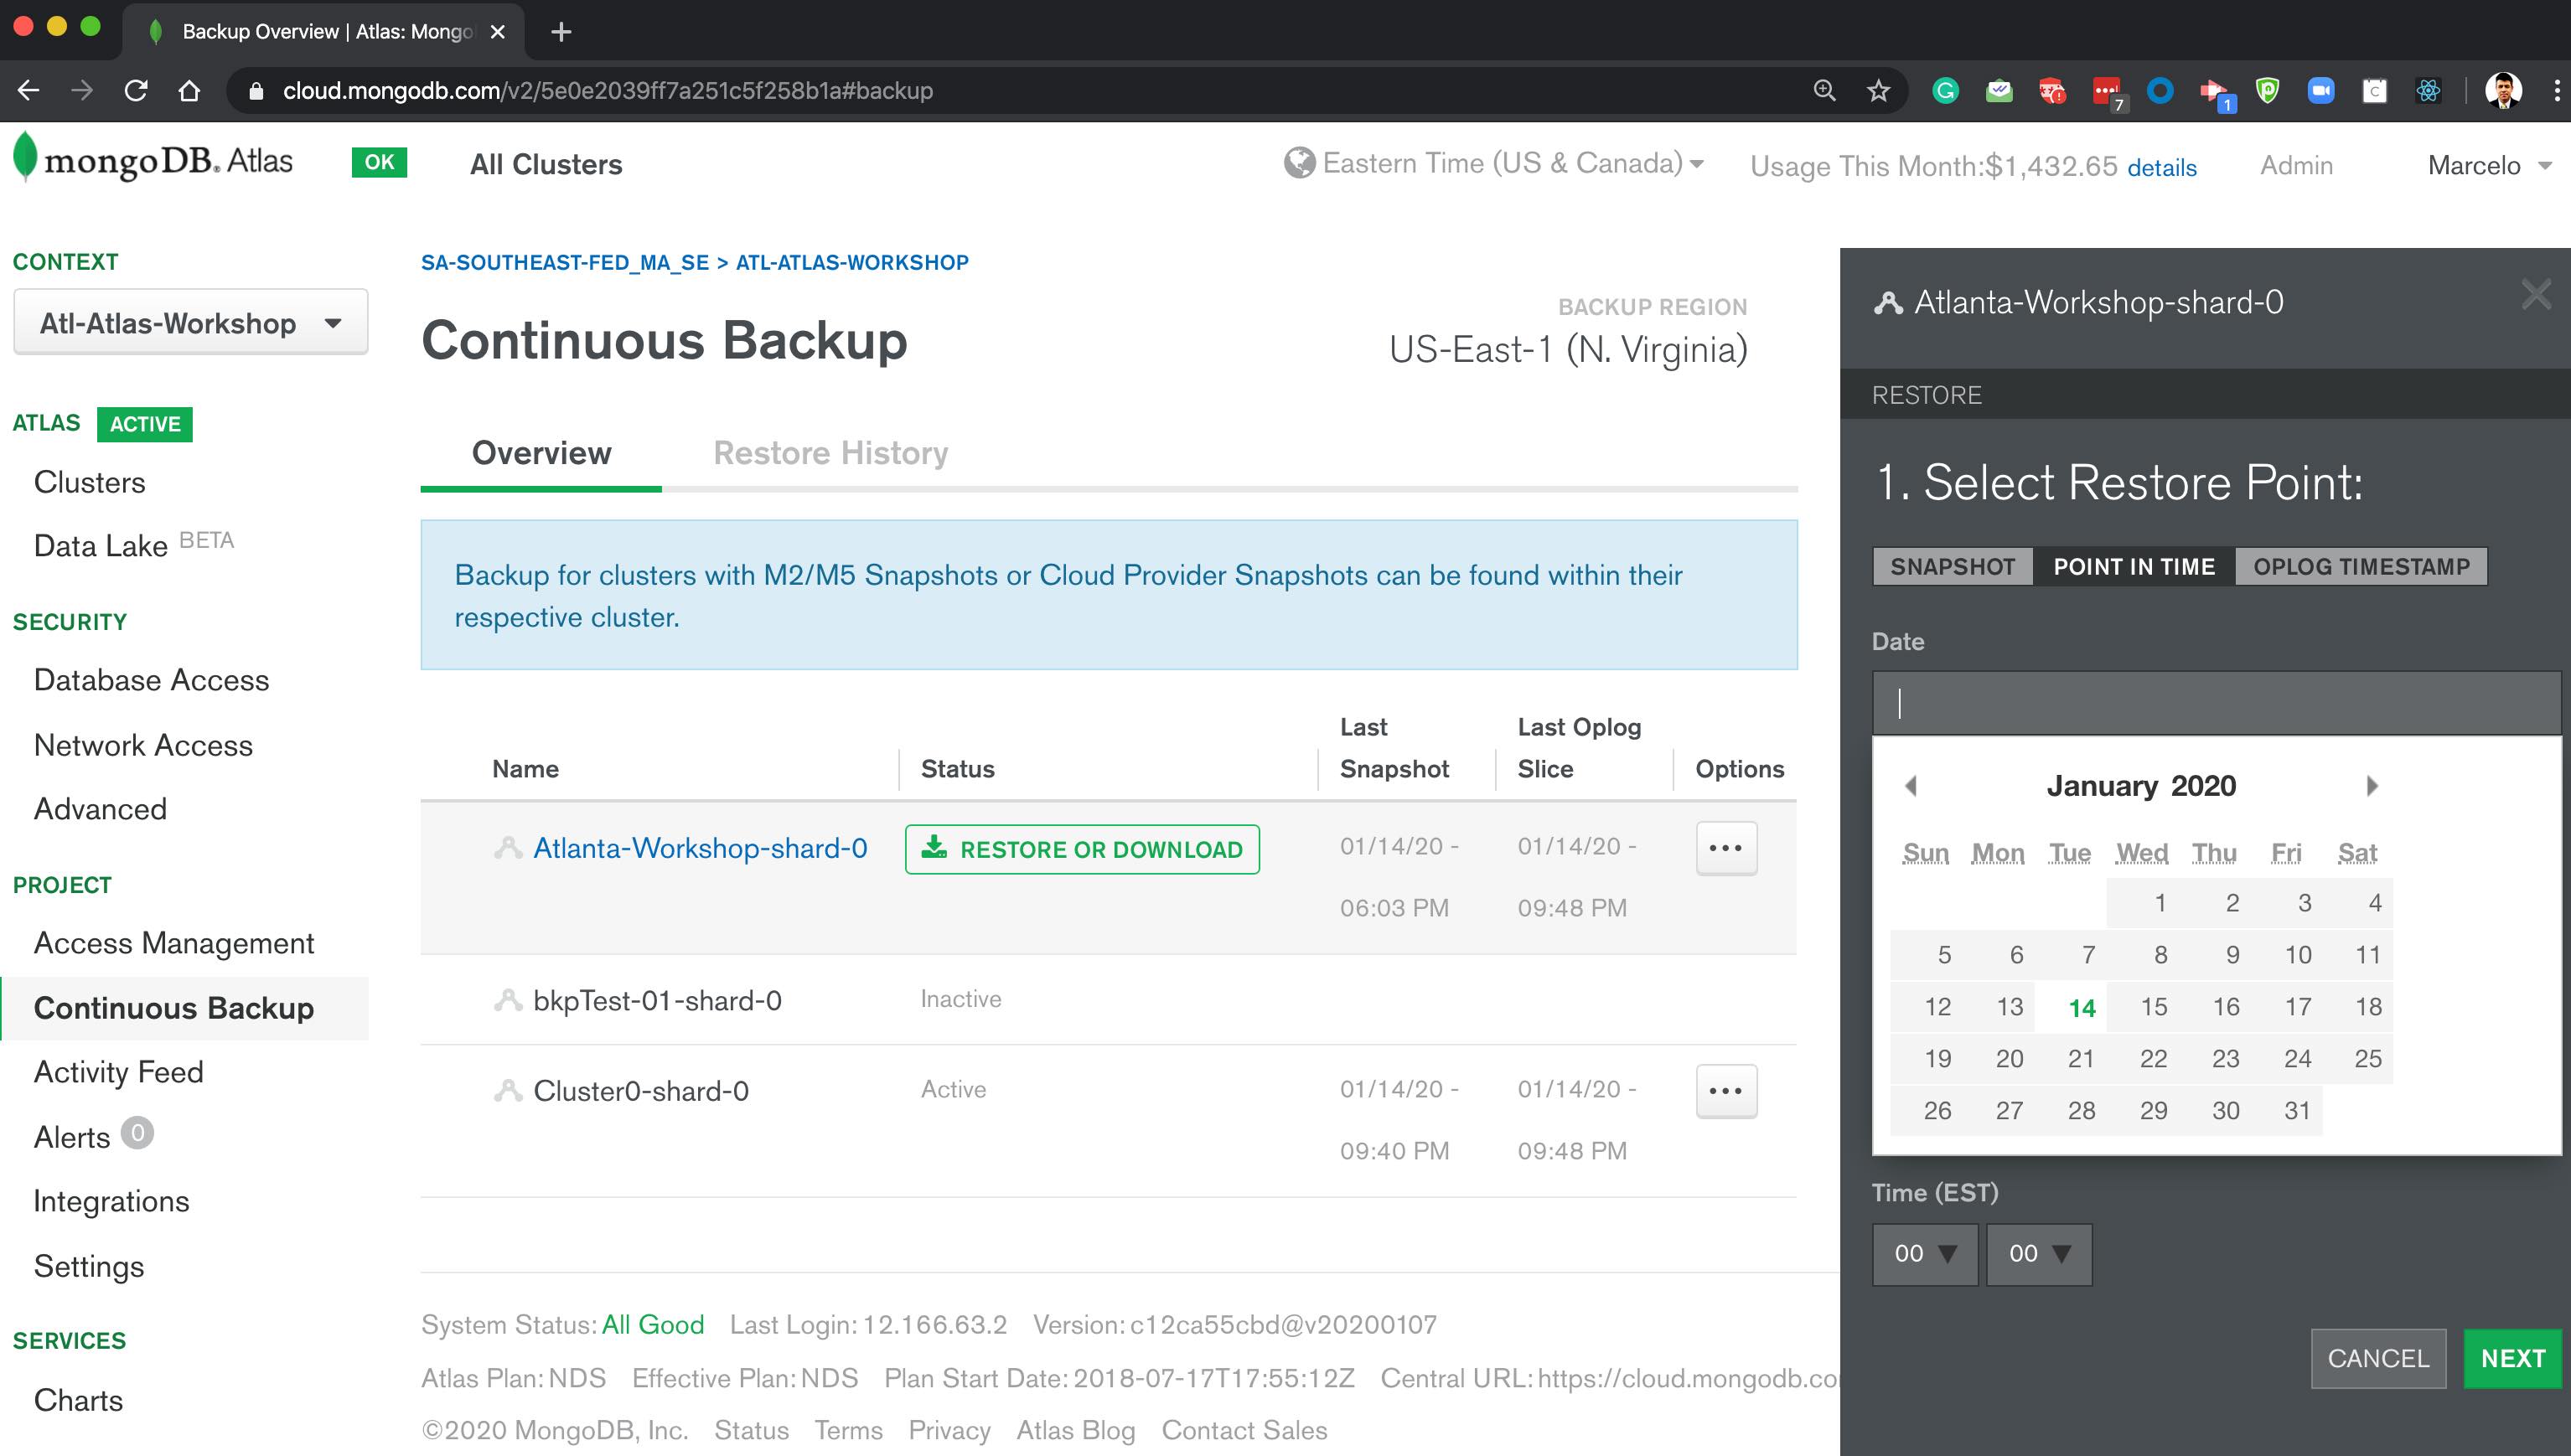 Backup Overview | Atlas: Mongo
cloud.mongodb.com/v2/5e0e2039ff7a251c5f258b1a#backup
7
1
C
mongoDB. Atlas
OK
All Clusters
Eastern Time (US & Canada)
Usage This Month:$1,432.65 details
Admin
Marcelo
CONTEXT
Atl-Atlas-Workshop
ATLAS ACTIVE
Clusters
Data Lake BETA
SECURITY
Database Access
Network Access
Advanced
PROJECT
Access Management
Continuous Backup
Activity Feed
Alerts 0
Integrations
Settings
SERVICES
Charts
SA-SOUTHEAST-FED_MA_SE > ATL-ATLAS-WORKSHOP
Continuous Backup
BACKUP REGION
US-East-1 (N. Virginia)
Overview Restore History
Backup for clusters with M2/M5 Snapshots or Cloud Provider Snapshots can be found within their
respective cluster.
Name Status Last Snapshot Last Oplog Slice Options
Atlanta-Workshop-shard-0 RESTORE OR DOWNLOAD 01/14/20 - 01/14/20 -
06:03 PM 09:48 PM
bkpTest-01-shard-0 Inactive
Cluster0-shard-0 Active 01/14/20 - 01/14/20 -
09:40 PM 09:48 PM
System Status: All Good Last Login: 12.166.63.2 Version: c12ca55cbd@v20200107
Atlas Plan: NDS Effective Plan: NDS Plan Start Date: 2018-07-17T17:55:12Z Central URL: https://cloud.mongodb.co
©2020 MongoDB, Inc. Status Terms Privacy Atlas Blog Contact Sales
Atlanta-Workshop-shard-0
RESTORE
1. Select Restore Point:
SNAPSHOT POINT IN TIME OPLOG TIMESTAMP
Date
January 2020
Sun Mon Tue Wed Thu Fri Sat
1 2 3 4
5 6 7 8 9 10 11
12 13 14 15 16 17 18
19 20 21 22 23 24 25
26 27 28 29 30 31
Time (EST)
00 00
CANCEL NEXT